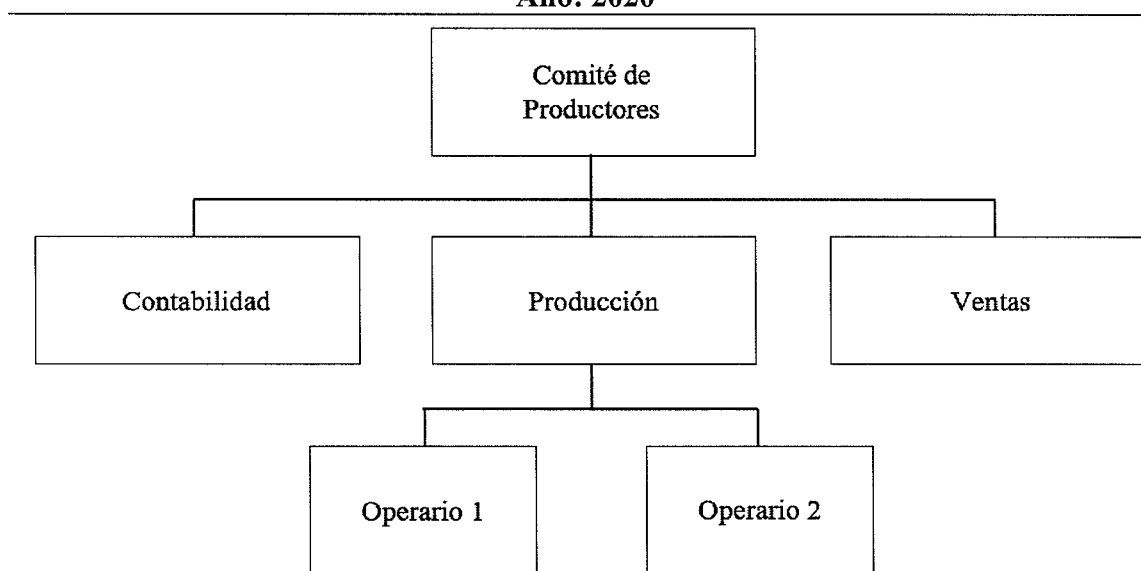 Año: 2020
Comité de
Productores
Contabilidad
Producción
Ventas
Operario 1
Operario 2